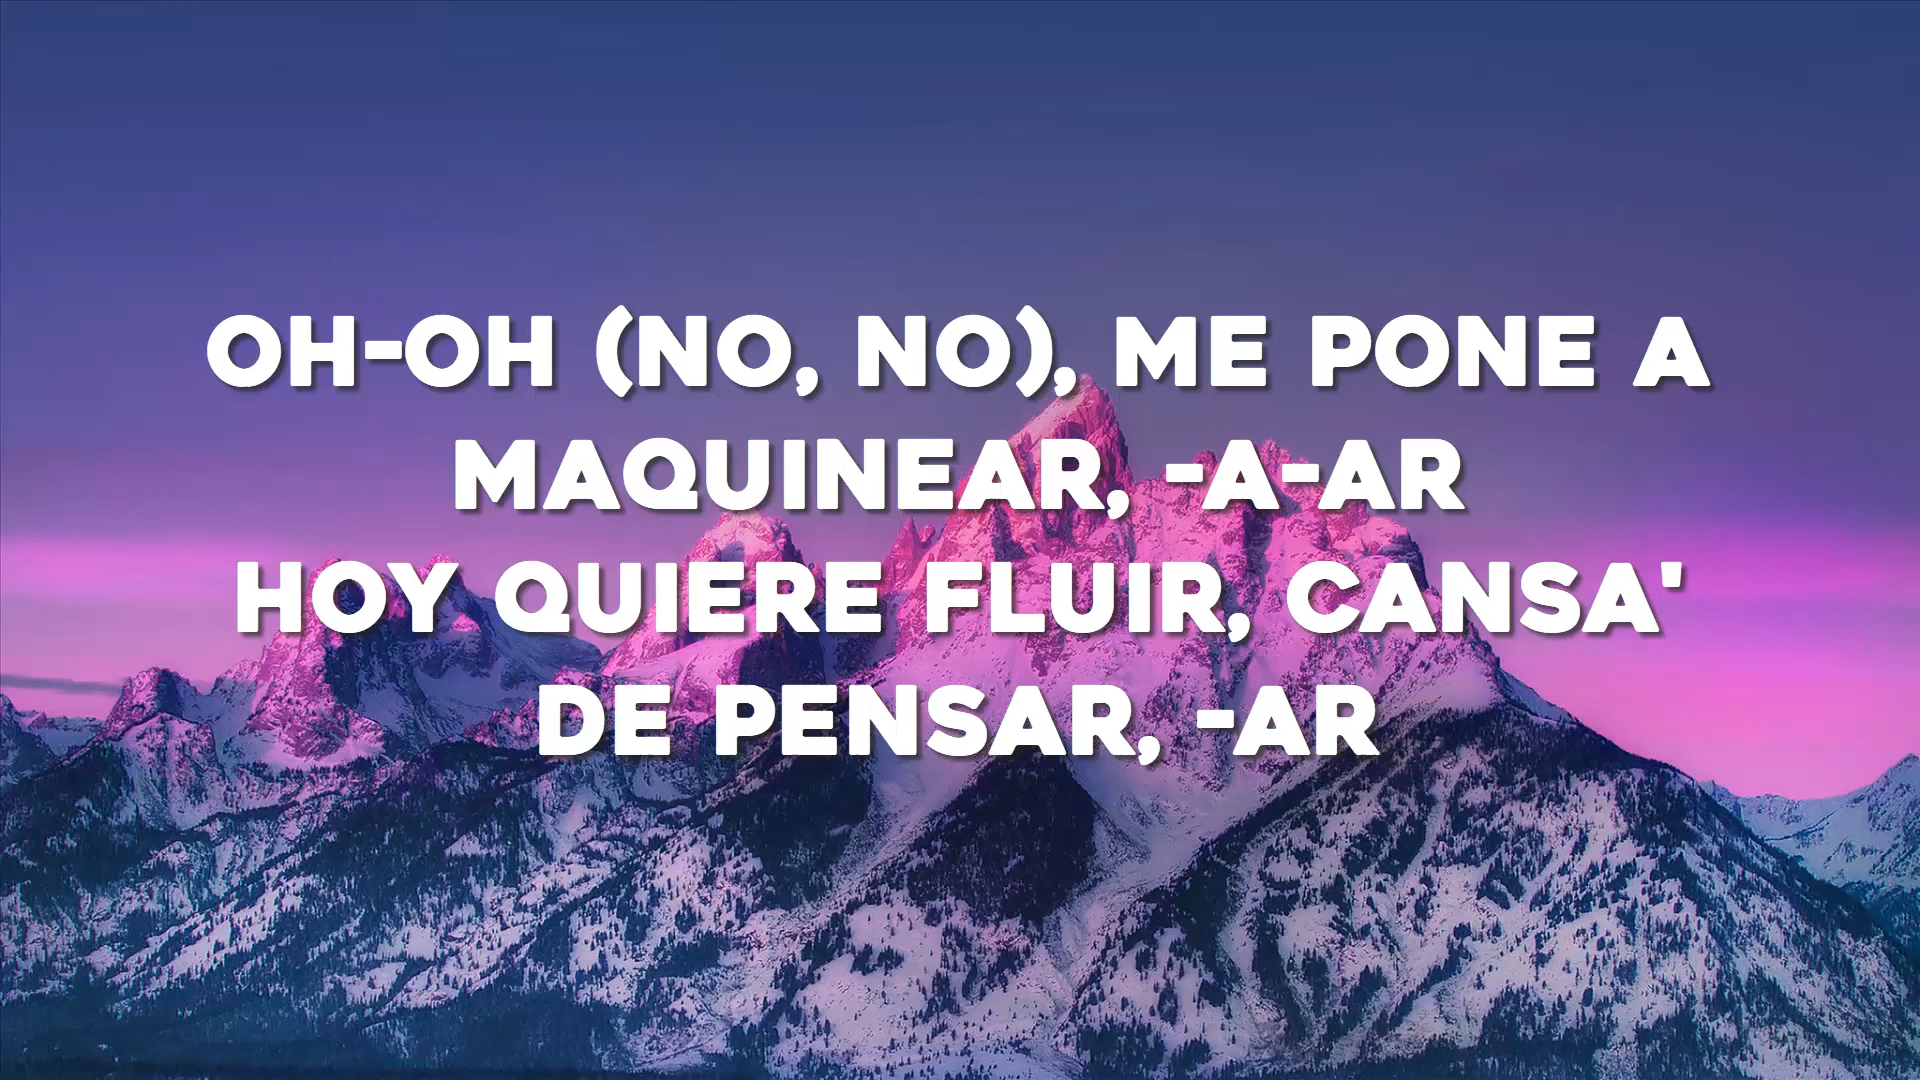 OH-OH (NO, NO), ME PONE A
MAQUINEAR, -A-AR
HOY QUIERE FLUIR, CANSA'
DE PENSAR, -AR